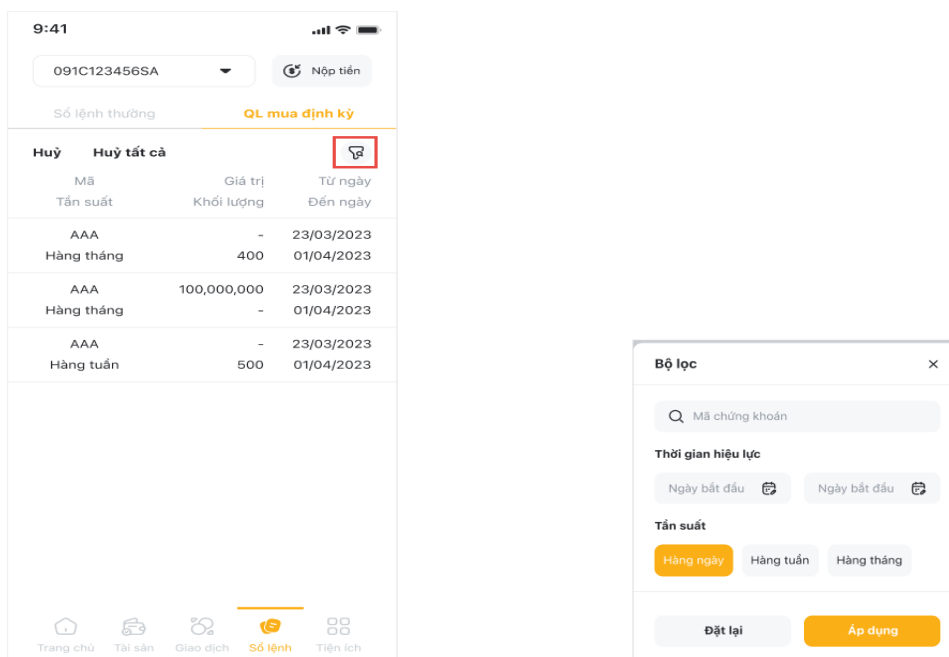 9:41
091C123456SA
Nộp tiền
Sổ lệnh thường
QL mua định kỳ
Huỷ Huỷ tất cả
Mã Giá trị Từ ngày
Tần suất Khối lượng Đến ngày
AAA - 23/03/2023
Hàng tháng 400 01/04/2023
AAA 100,000,000 23/03/2023
Hàng tháng - 01/04/2023
AAA - 23/03/2023
Hàng tuần 500 01/04/2023
Trang chủ Tài sản Giao dịch Sổ lệnh Tiện ích
Bộ lọc
Mã chứng khoán
Thời gian hiệu lực
Ngày bắt đầu Ngày bắt đầu
Tần suất
Hàng ngày Hàng tuần Hàng tháng
Đặt lại Áp dụng